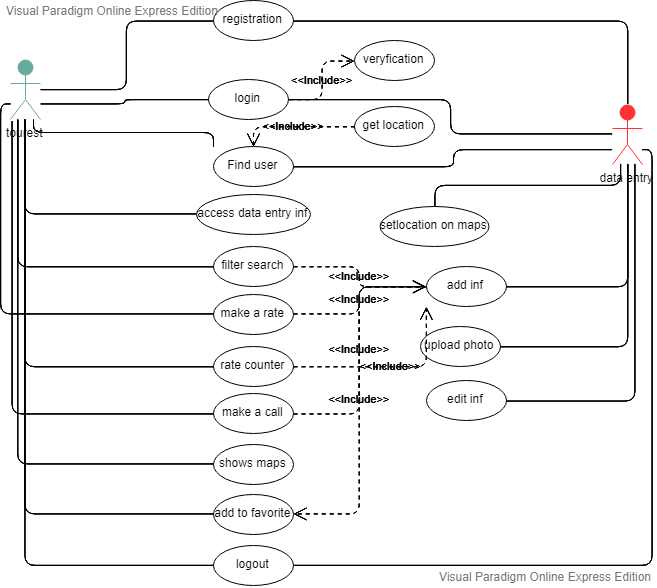 Visual Paradigm Online Express Edition
registration
veryfication
<<Include>>
login
get location
<<Include>>
tourest
Find user
data entry
access data entry inf
setlocation on maps
filter search
<<Include>>
add inf
<<Include>>
make a rate
<<Include>>
upload photo
rate counter
<<Include>>
<<Include>>
edit inf
make a call
shows maps
add to favorite
logout
Visual Paradigm Online Express Edition